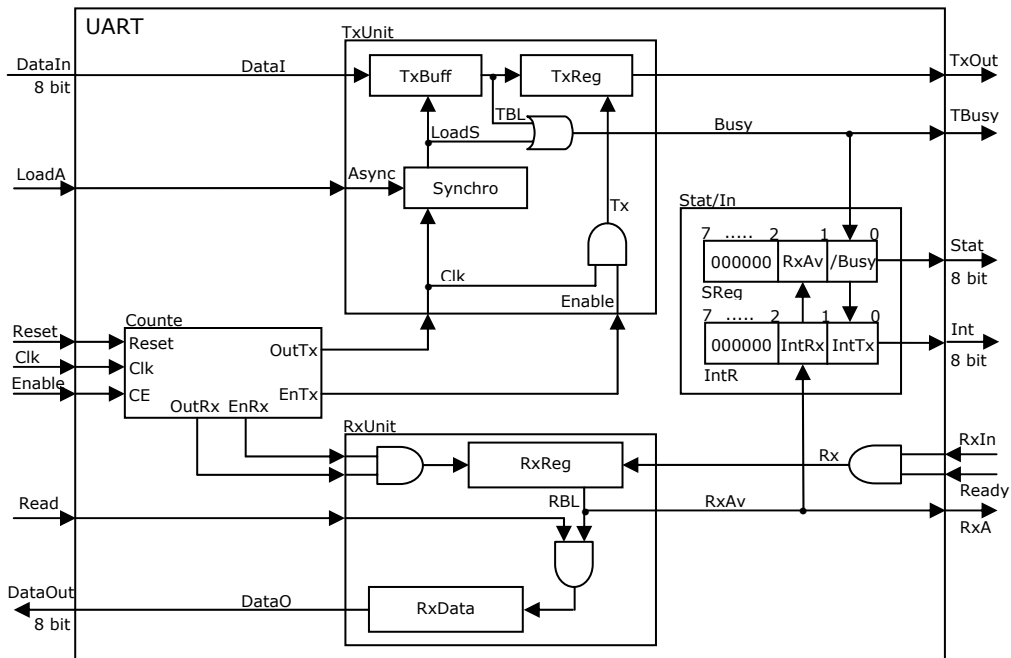 UART
TxUnit
DataIn
8 bit
DataI
TxBuff
TxReg
TxOut
TBL
LoadS
Busy
TBusy
LoadA
Async
Synchro
Tx
Stat/In
7 ..... 2 1 0
000000 RxAv /Busy
SReg
Stat
8 bit
Clk
Enable
7 ..... 2 1 0
000000 IntRx IntTx
IntR
Int
8 bit
Counte
Reset
Clk
Enable
Reset
Clk
CE
OutTx
EnTx
OutRx EnRx
RxUnit
RxReg
Rx
RxIn
Ready
Read
RBL
RxAv
RxA
DataOut
8 bit
DataO
RxData